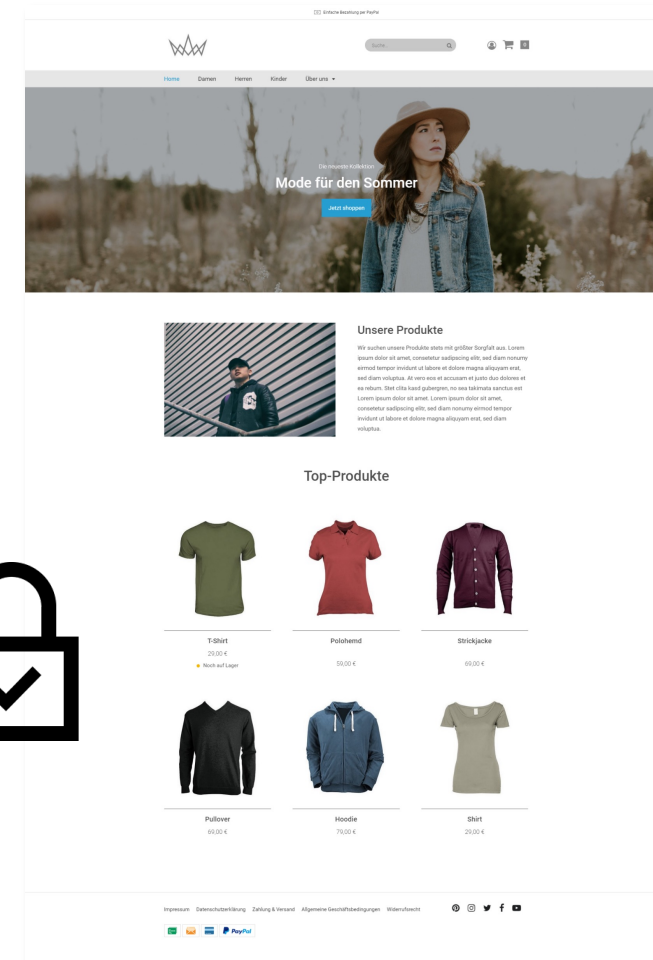 Einfache Bezahlung per PayPal
Suche...
0
Home Damen Herren Kinder Über uns
Die neueste Kollektion
Mode für den Sommer
Jetzt shoppen
Unsere Produkte
Wir suchen unsere Produkte stets mit größter Sorgfalt aus. Lorem
ipsum dolor sit amet, consetetur sadipscing elitr, sed diam nonumy
eirmod tempor invidunt ut labore et dolore magna aliquyam erat,
sed diam voluptua. At vero eos et accusam et justo duo dolores et
ea rebum. Stet clita kasd gubergren, no sea takimata sanctus est
Lorem ipsum dolor sit amet. Lorem ipsum dolor sit amet,
consetetur sadipscing elitr, sed diam nonumy eirmod tempor
invidunt ut labore et dolore magna aliquyam erat, sed diam
voluptua.
Top-Produkte
T-Shirt
29,00 €
Noch auf Lager
Polohemd
59,00 €
Strickjacke
69,00 €
Pullover
69,00 €
Hoodie
79,00 €
Shirt
29,00 €
Impressum Datenschutzerklärung Zahlung & Versand Allgemeine Geschäftsbedingungen Widerrufsrecht
PayPal